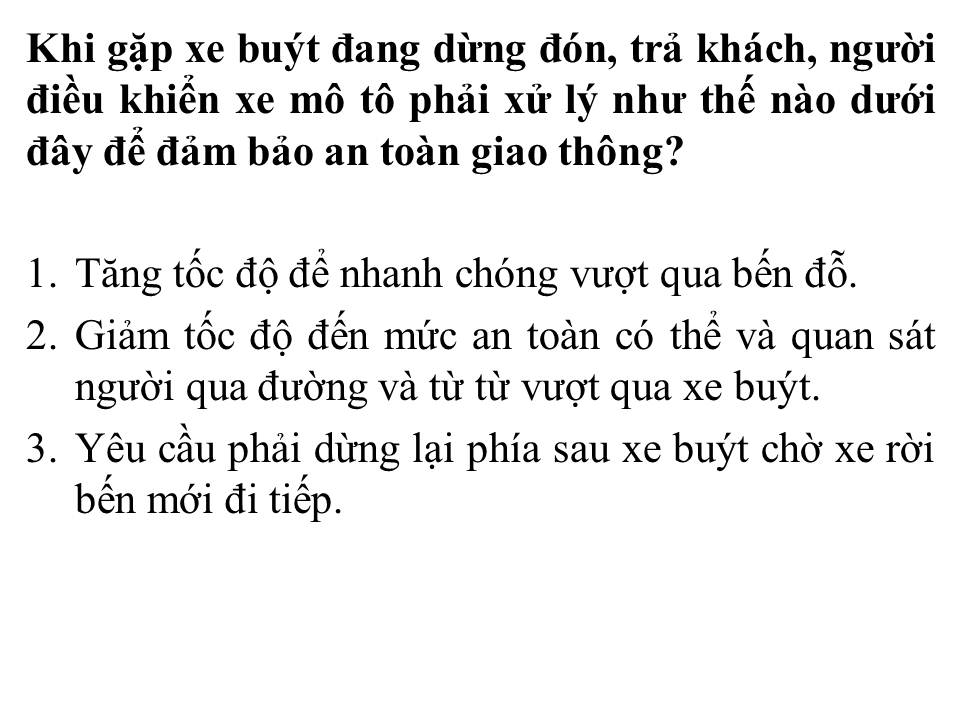 Khi gặp xe buýt đang dừng đón, trả khách, người
điều khiển xe mô tô phải xử lý như thế nào dưới
đây để đảm bảo an toàn giao thông?
1. Tăng tốc độ để nhanh chóng vượt qua bến đỗ.
2. Giảm tốc độ đến mức an toàn có thể và quan sát
người qua đường và từ từ vượt qua xe buýt.
3. Yêu cầu phải dừng lại phía sau xe buýt chờ xe rời
bến mới đi tiếp.